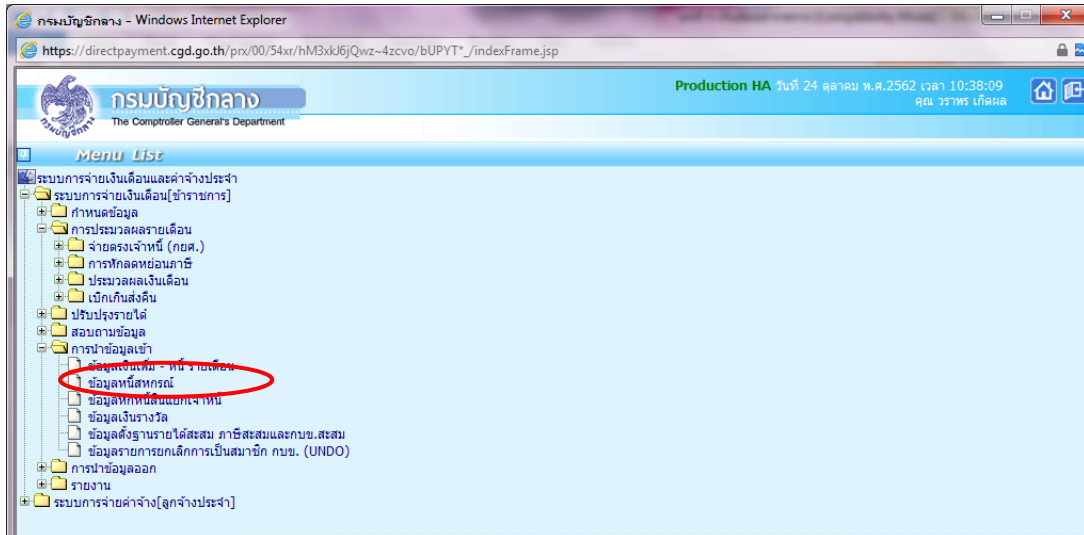 กรมบัญชีกลาง - Windows Internet Explorer
https://directpayment.cgd.go.th/prx/00/54xr/hM3xkJ6jQwz~4zcvo/bUPYT*_/indexFrame.jsp
กรมบัญชีกลาง
The Comptroller General's Department
Production HA วันที่ 24 ตุลาคม พ.ศ.2562 เวลา 10:38:09
คุณ วราพร เกิดผล
Menu List
ระบบการจ่ายเงินเดือนและค่าจ้างประจำ
ระบบการจ่ายเงินเดือน[ข้าราชการ]
กำหนดข้อมูล
การประมวลผลรายเดือน
จ่ายตรงเจ้าหนี้ (กยศ.)
การหักลดหย่อนภาษี
ประมวลผลเงินเดือน
เบิกเกินส่งคืน
ปรับปรุงรายได้
สอบถามข้อมูล
การนำข้อมูลเข้า
ข้อมูลเงินเพิ่ม - หนี้ รายเดือน
ข้อมูลหนี้สหกรณ์
ข้อมูลหักหนี้สินแยกเจ้าหนี้
ข้อมูลเงินรางวัล
ข้อมูลตั้งฐานรายได้สะสม ภาษีสะสมและกบข.สะสม
ข้อมูลรายการยกเลิกการเป็นสมาชิก กบข. (UNDO)
การนำข้อมูลออก
รายงาน
ระบบการจ่ายค่าจ้าง[ลูกจ้างประจำ]